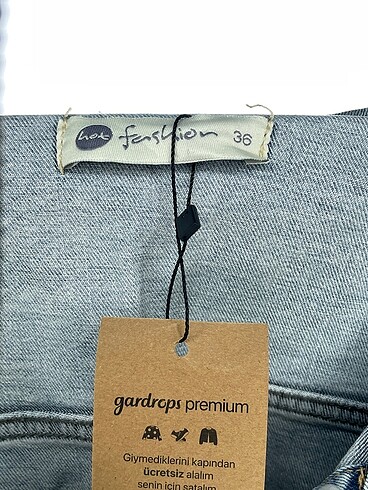 hot fashion 36
gardrops premium
Giymediklerini kapından
ücretsiz alalım
senin için satalım